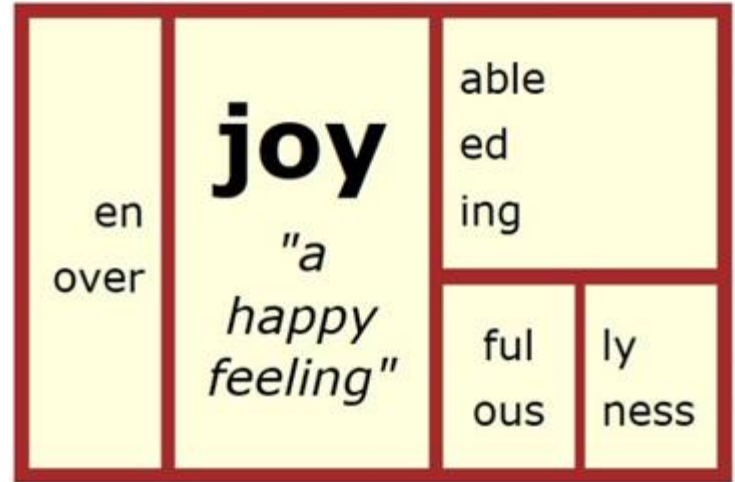 en
over
joy
"a
happy
feeling"
able
ed
ing
ful
ous
ly
ness